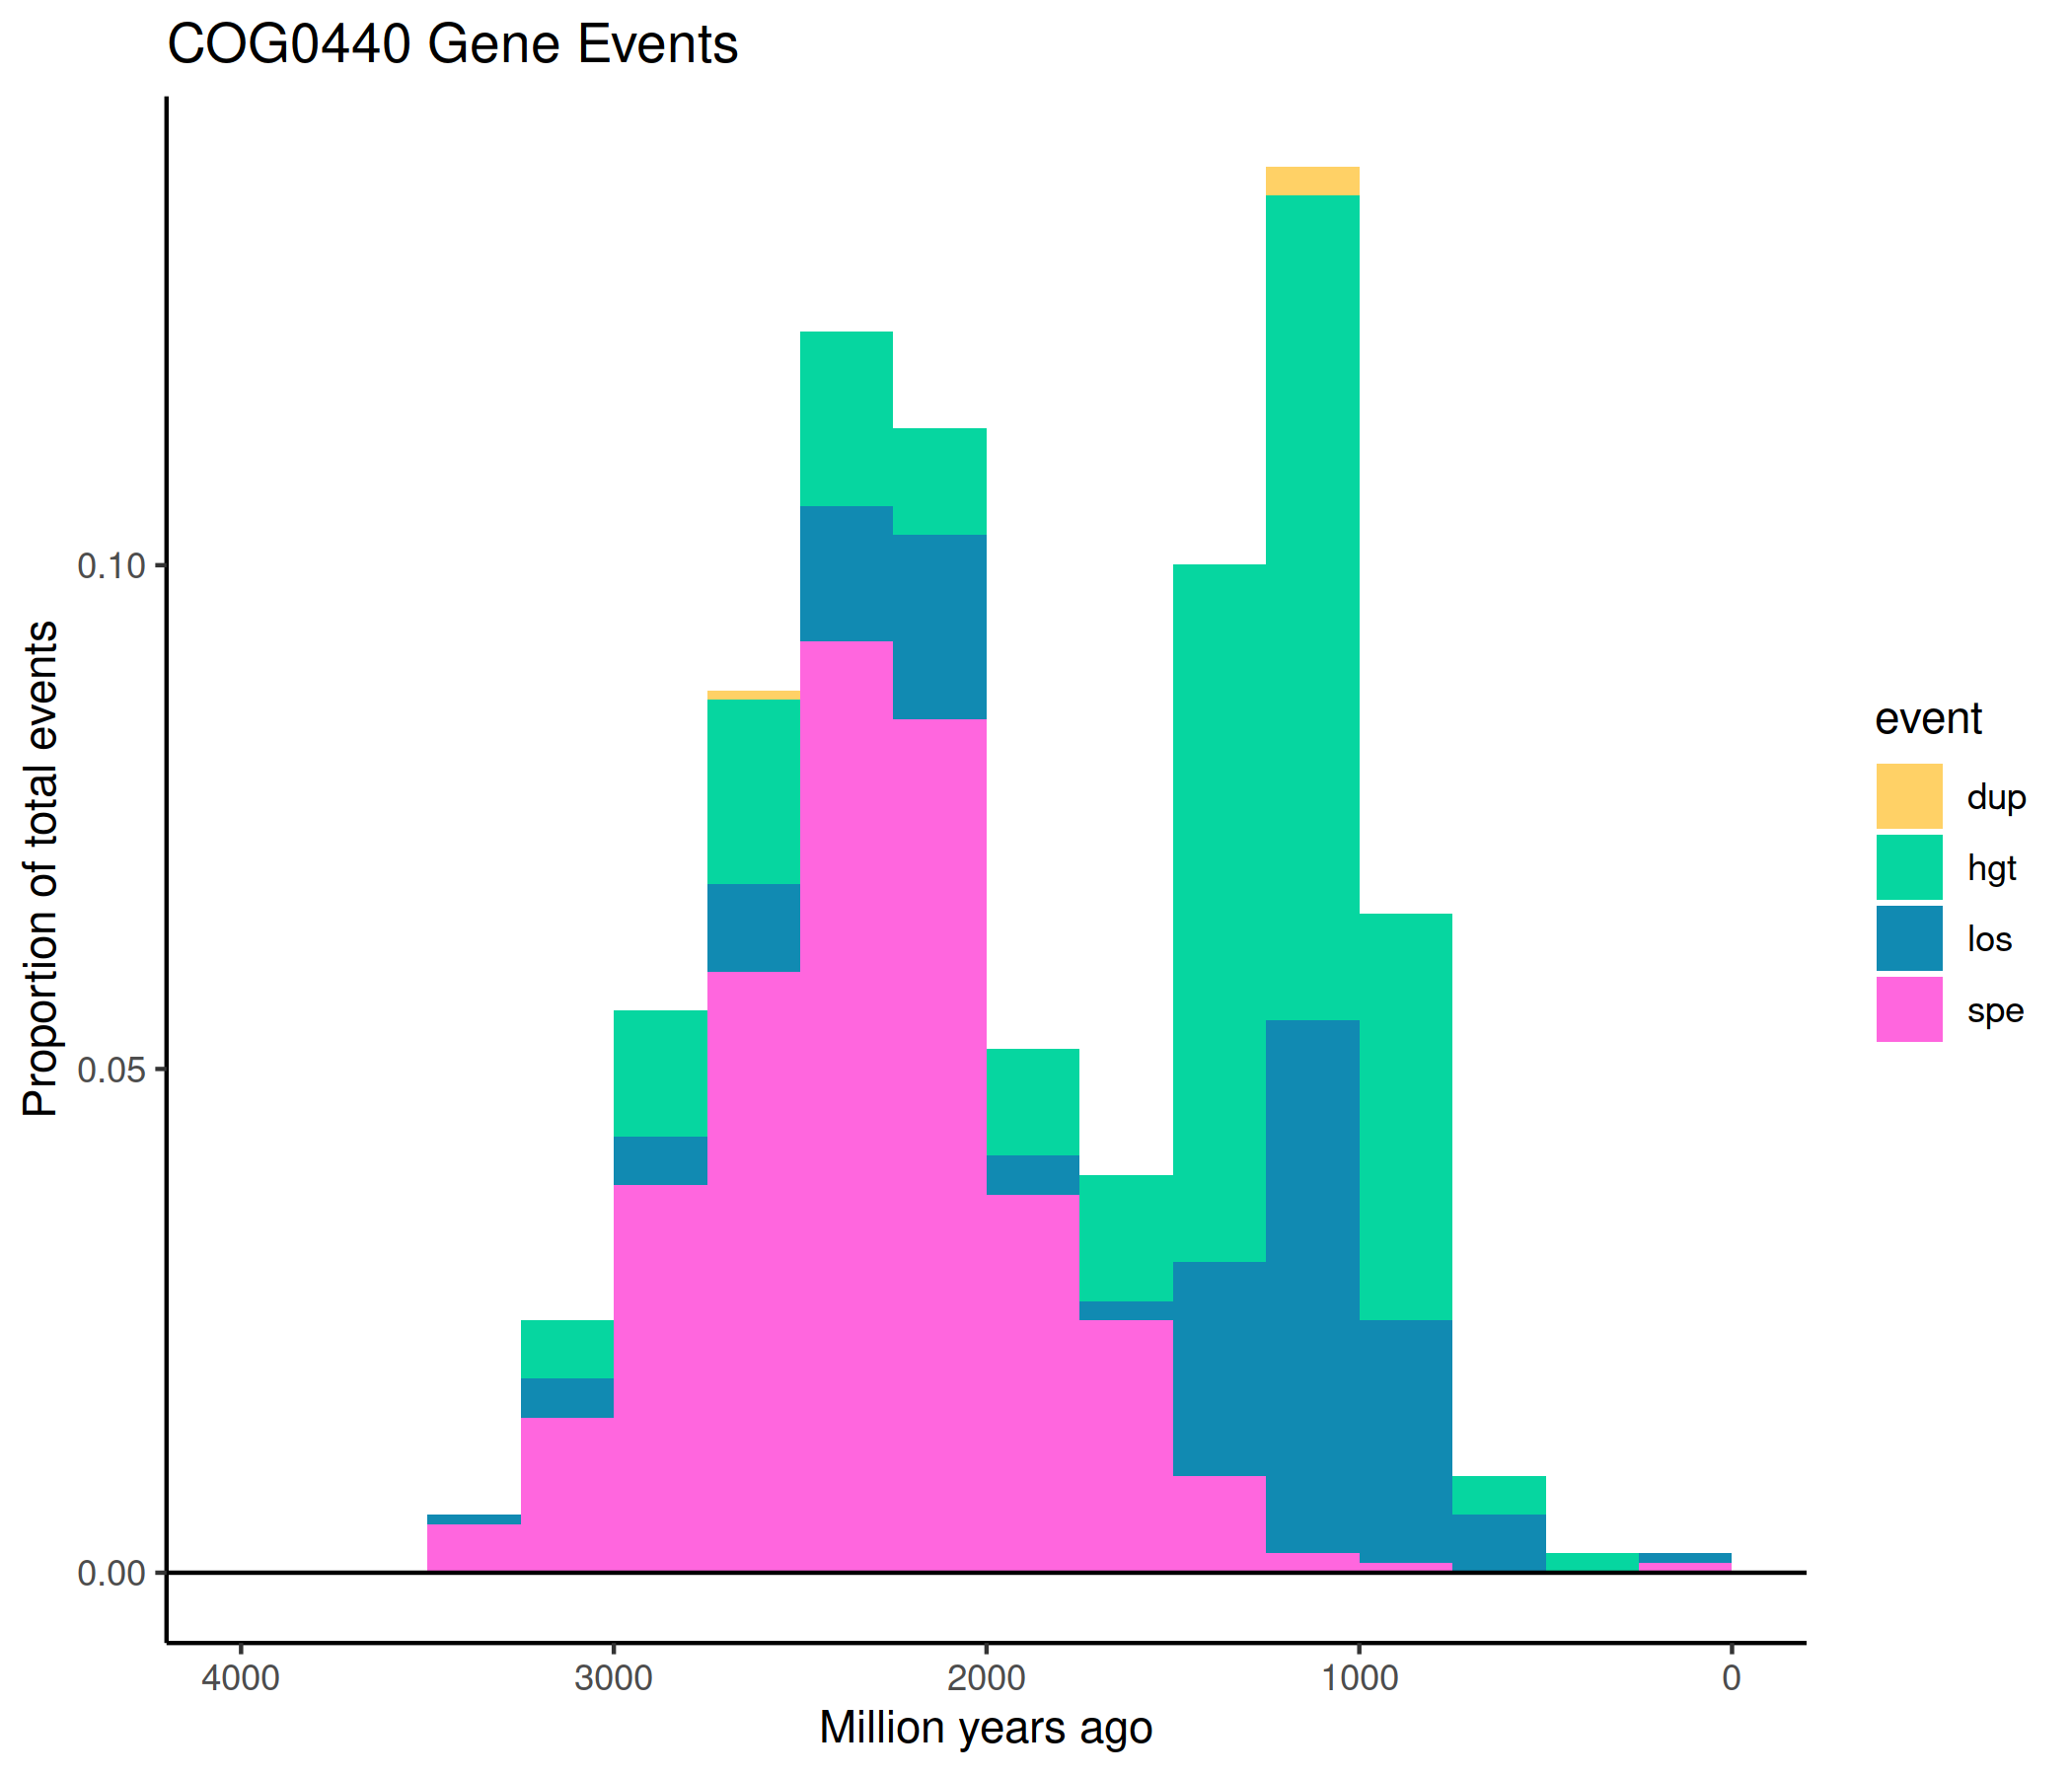 COG0440 Gene Events
Proportion of total events
0.10
0.05
0.00
4000 3000 2000 1000 0
Million years ago
event
dup
hgt
los
spe